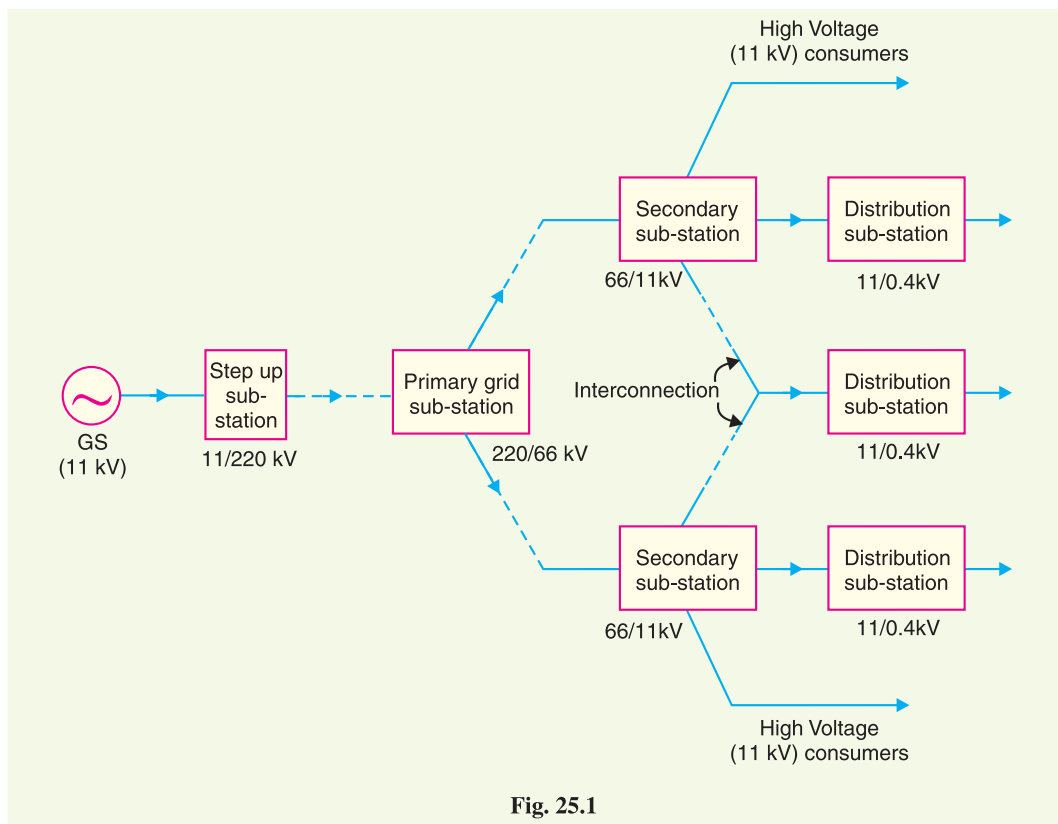 High Voltage
(11 kV) consumers
Secondary
sub-station
66/11kV
Distribution
sub-station
11/0.4kV
GS
(11 kV)
Step up
sub-
station
11/220 kV
Primary grid
sub-station
220/66 kV
Interconnection
Distribution
sub-station
11/0.4kV
Secondary
sub-station
66/11kV
Distribution
sub-station
11/0.4kV
High Voltage
(11 kV) consumers
Fig. 25.1